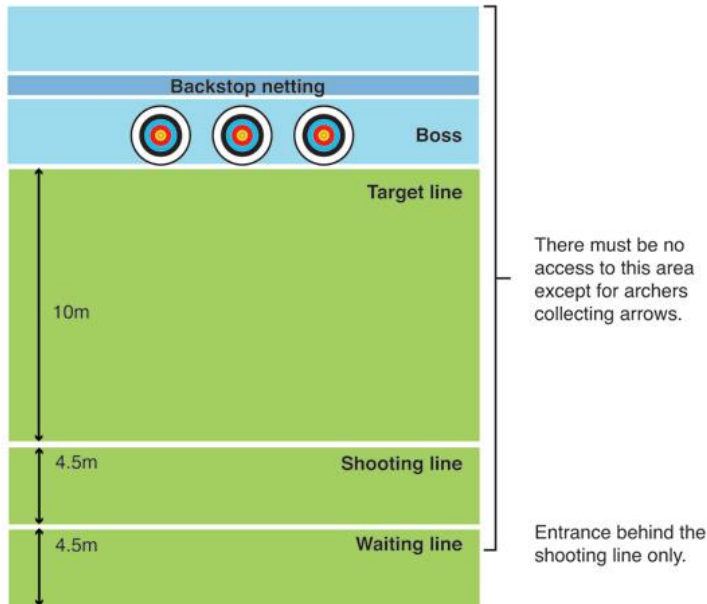 Backstop netting
Boss
Target line
There must be no
access to this area
except for archers
collecting arrows.
10m
4.5m
Shooting line
4.5m
Waiting line
Entrance behind the
shooting line only.